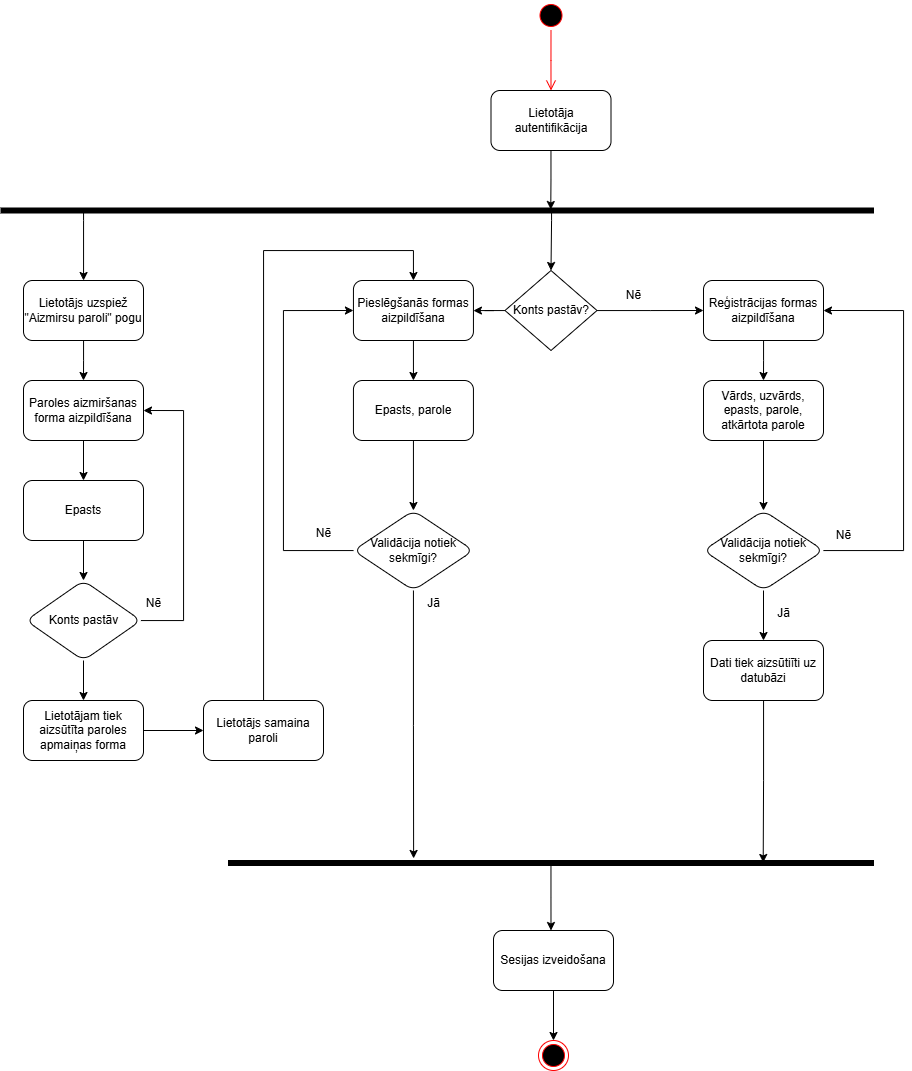 Lietotāja
autentifikācija
Lietotājs uzspiež
"Aizmirsu paroli" pogu
Paroles aizmiršanas
forma aizpildīšana
Epasts
Konts pastāv
Nē
Lietotājam tiek
aizsūtīta paroles
apmaiņas forma
Lietotājs samaina
paroli
Konts pastāv?
Nē
Pieslēgšanās formas
aizpildīšana
Epasts, parole
Validācija notiek
sekmīgi?
Nē
Jā
Reģistrācijas formas
aizpildīšana
Vārds, uzvārds,
epasts, parole,
atkārtota parole
Validācija notiek
sekmīgi?
Nē
Jā
Dati tiek aizsūtiīti uz
datubāzi
Sesijas izveidošana